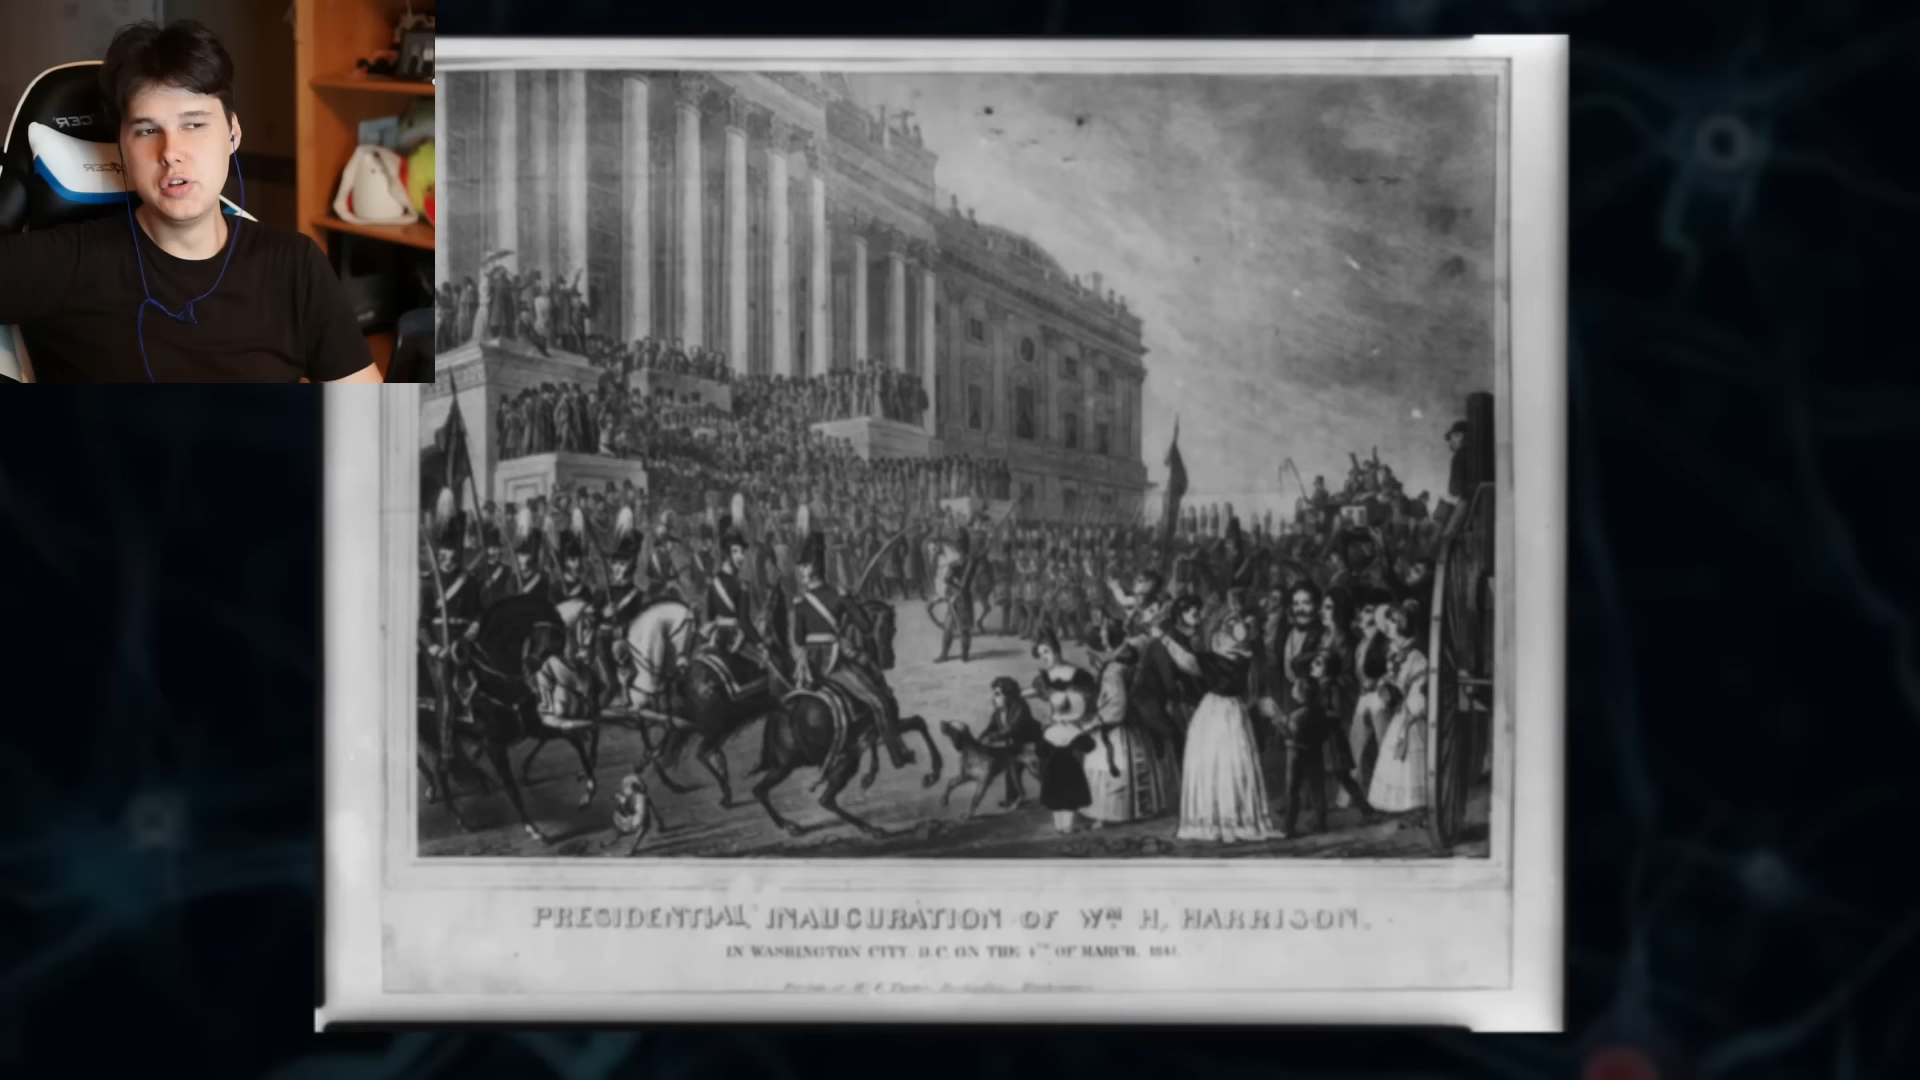 PRESIDENTIAL INAUGURATION OF Wᴹ H. HARRISON.
IN WASHINGTON CITY, D.C. ON THE 4TH OF MARCH, 1841.